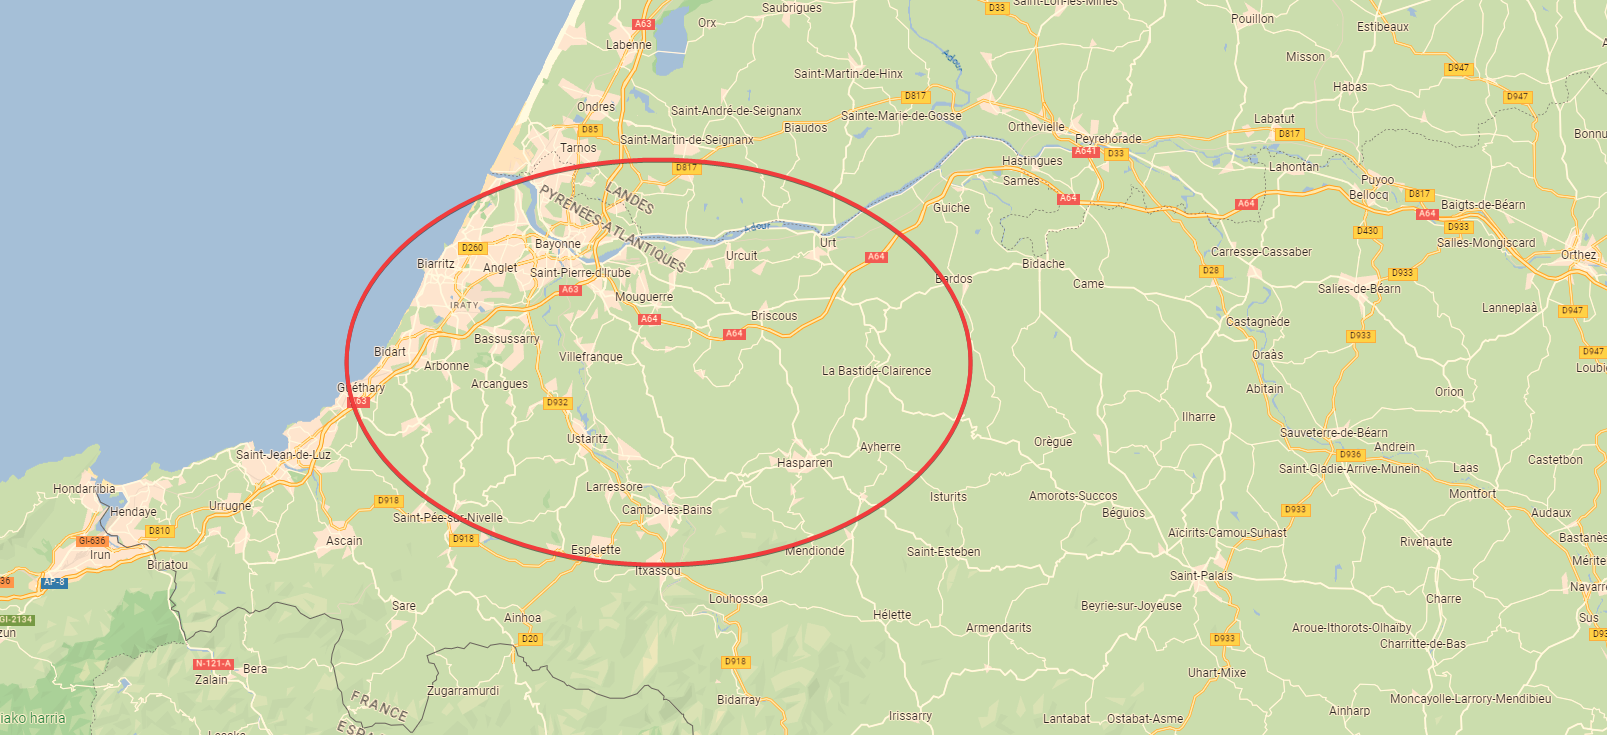 Saubrigues
D33
Saint-Lon-les-Mines
Pouillon
Orx
A63
Estibeaux
Labenne
Misson
Adour
D947
Saint-Martin-de-Hinx
Habas
D817
D947
Ondres
Saint-André-de-Seignanx
Sainte-Marie-de-Gosse
Labatut
D85
Biaudos
Orthevielle
D817
Bonnu
Saint-Martin-de-Seignanx
Peyrehorade
Tarnos
A641
D33
Hastingues
D817
Lahontan
Sames
Puyoo
LANDES
A64
Bellocq
D817
PYRÉNÉES-ATLANTIQUES
Guiche
A64
Baigts-de-Béarn
A64
Adour
D933
D430
D260
Bayonne
Urt
Salles-Mongiscard
Urcuit
A64
Carresse-Cassaber
Orthez
Biarritz
Anglet
Bidache
Saint-Pierre-d'Irube
D28
D933
Bardos
Came
A63
Mouguerre
Salies-de-Béarn
IRATY
Lanneplaà
A64
Briscous
Castagnède
D947
A64
Bassussarry
D933
Bidart
Villefranque
Oraàs
D947
Arbonne
La Bastide-Clairence
Loubi
Guéthary
Arcangues
Abitain
Orion
A63
D932
Ilharre
Ustaritz
Sauveterre-de-Béarn
Orègue
Ayherre
Andrein
Saint-Jean-de-Luz
D936
Hasparren
Castetbon
Saint-Gladie-Arrive-Munein
Laas
Hondarribia
Larressore
Isturits
Amorots-Succos
Montfort
D918
Urrugne
Cambo-les-Bains
D933
Hendaye
Béguios
Audaux
Saint-Pée-sur-Nivelle
D810
Aïcirits-Camou-Suhast
GI-636
Ascain
D918
Bastanès
Rivehaute
Irun
Espelette
Mendionde
Saint-Esteben
Biriatou
Itxassou
Mérite
36
AP-8
Saint-Palais
Navarre
Louhossoa
Charre
Sare
Beyrie-sur-Joyeuse
Hélette
Ainhoa
GI-2134
Sus
Armendarits
Aroue-Ithorots-Olhaïby
zun
D20
D933
D93
Charritte-de-Bas
N-121-A
Bera
D918
Zalain
Uhart-Mixe
Zugarramurdi
FRANCE
Bidarray
Moncayolle-Larrory-Mendibieu
Ainharp
iako harria
Irissarry
Lantabat
Ostabat-Asme
ESPA